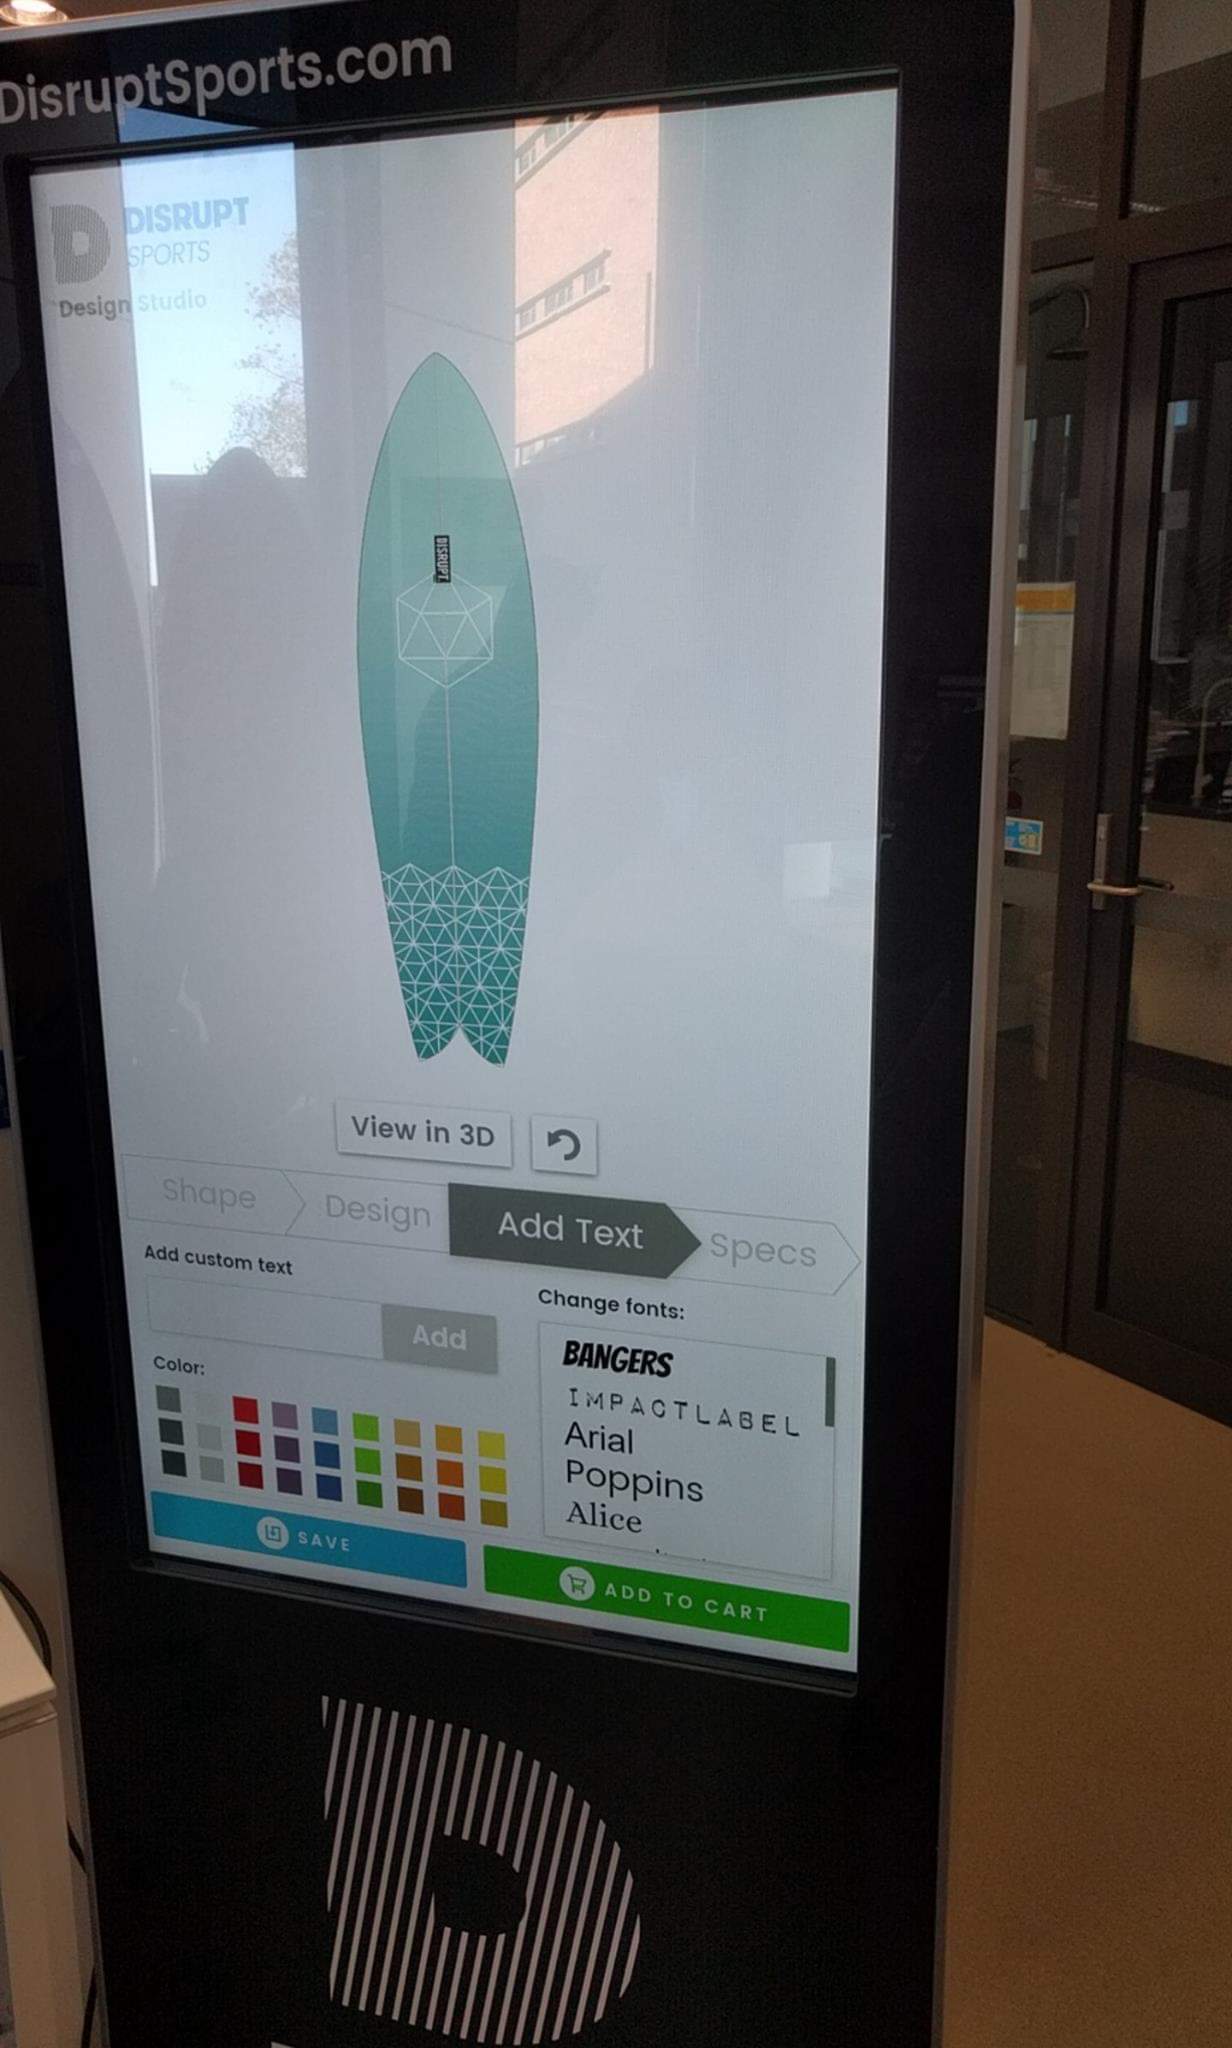 DisruptSports.com
DISRUPT
SPORTS
Design Studio
DISRUPT
View in 3D
Shape
Design
Add Text
Specs
Add custom text
Add
Color:
Change fonts:
BANGERS
IMPACTLABEL
Arial
Poppins
Alice
SAVE
ADD TO CART